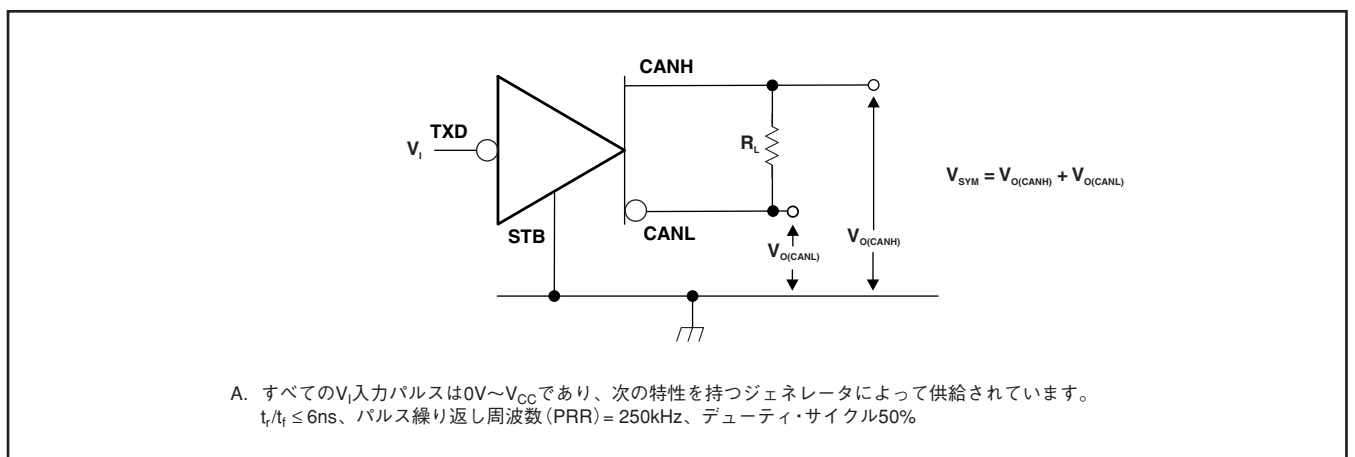 CANH
TXD
V_I
R_L
V_SYM = V_O(CANH) + V_O(CANL)
STB
CANL
V_O(CANL)
V_O(CANH)
A. すべてのV_I入力パルスは0V～V_CCであり、次の特性を持つジェネレータによって供給されています。
t_r/t_f ≤ 6ns、パルス繰り返し周波数(PRR) = 250kHz、デューティ・サイクル50%